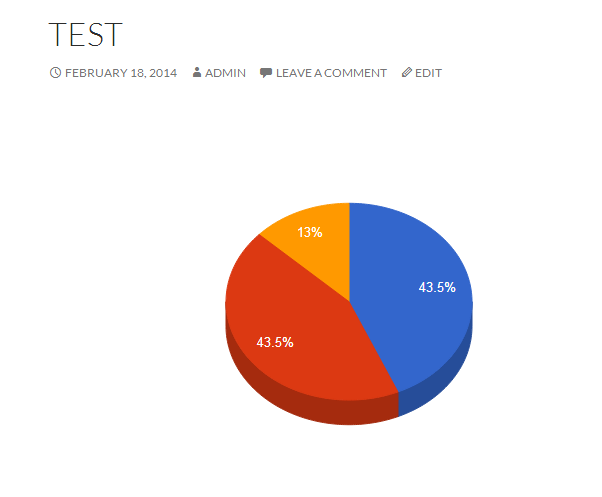 TEST
FEBRUARY 18, 2014 ADMIN LEAVE A COMMENT EDIT
13%
43.5%
43.5%